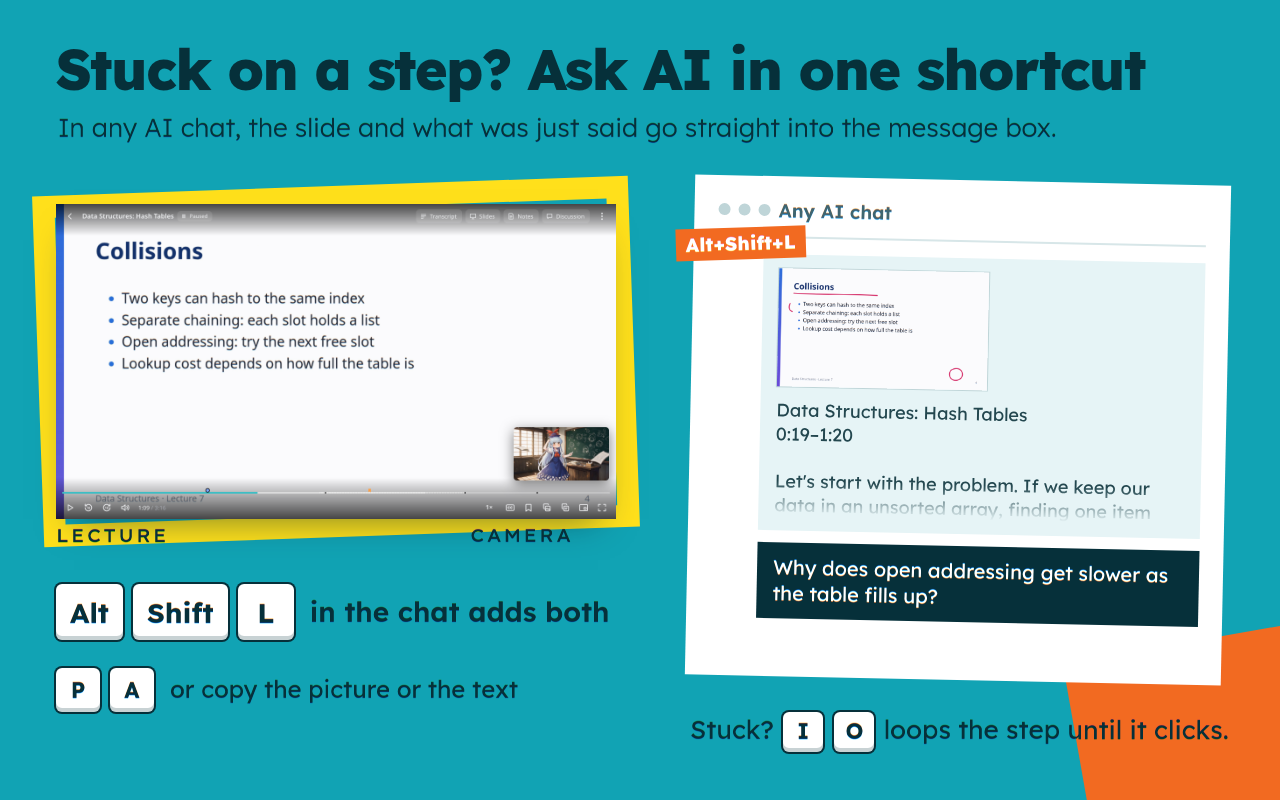 Stuck on a step? Ask AI in one shortcut
In any AI chat, the slide and what was just said go straight into the message box.
Data Structures: Hash Tables
Paused
Transcript
Slides
Notes
Discussion
Collisions
Two keys can hash to the same index
Separate chaining: each slot holds a list
Open addressing: try the next free slot
Lookup cost depends on how full the table is
Data Structures · Lecture 7
4
1×
LECTURE
CAMERA
Alt Shift L in the chat adds both
P A or copy the picture or the text
Any AI chat
Alt+Shift+L
Collisions
Two keys can hash to the same index
Separate chaining: each slot holds a list
Open addressing: try the next free slot
Lookup cost depends on how full the table is
Data Structures · Lecture 7
Data Structures: Hash Tables
0:19–1:20
Let's start with the problem. If we keep our
data in an unsorted array, finding one item
Why does open addressing get slower as
the table fills up?
Stuck? I O loops the step until it clicks.